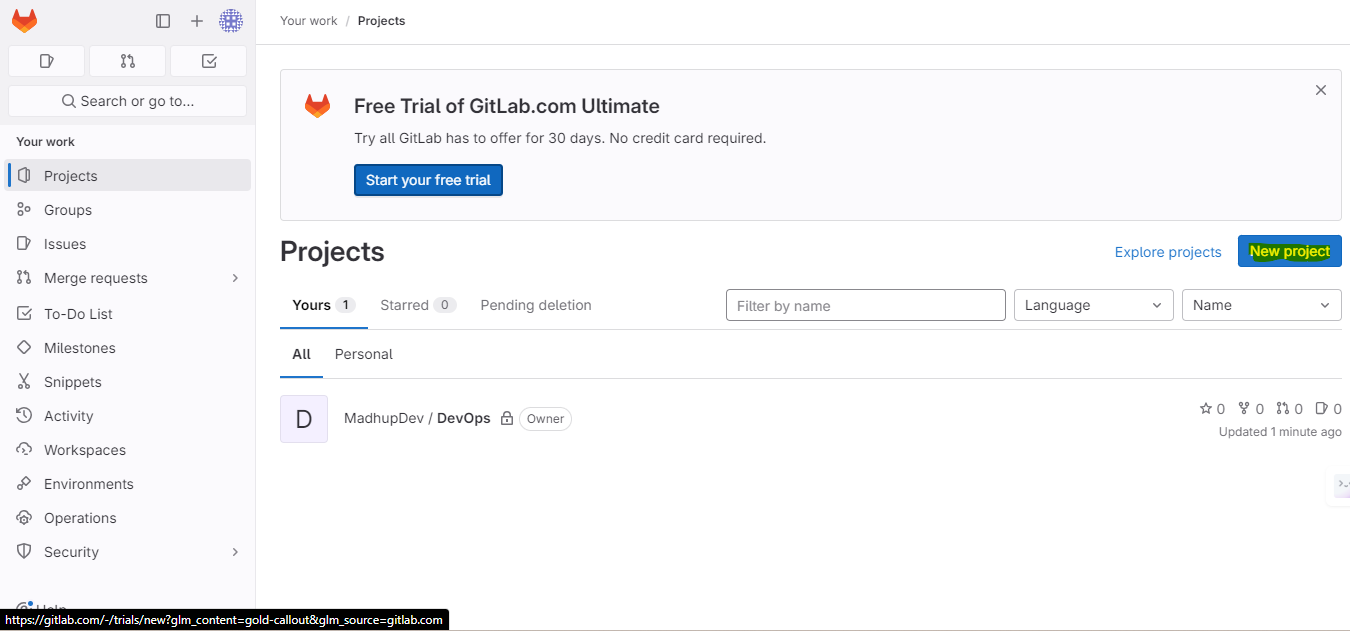 Your work / Projects
Search or go to...
Your work
Projects
Groups
Issues
Merge requests
To-Do List
Milestones
Snippets
Activity
Workspaces
Environments
Operations
Security
Help
Free Trial of GitLab.com Ultimate
Try all GitLab has to offer for 30 days. No credit card required.
Start your free trial
Projects
Explore projects
New project
Yours 1 Starred 0 Pending deletion
Filter by name
Language
Name
All Personal
D
MadhupDev / DevOps Owner
0 0 0 0
Updated 1 minute ago
https://gitlab.com/-/trials/new?glm_content=gold-callout&glm_source=gitlab.com